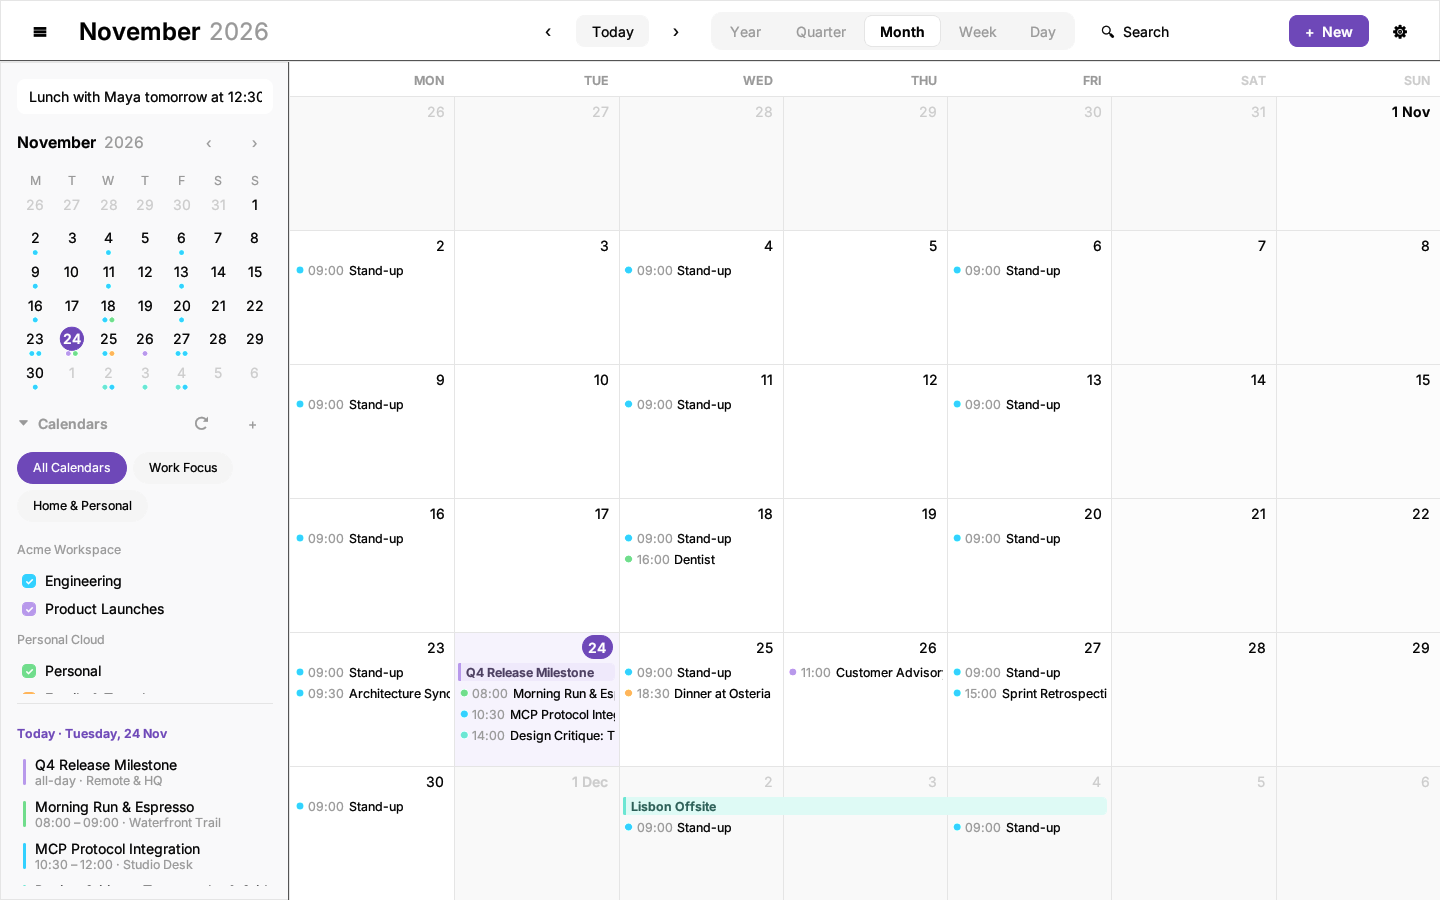 November 2026
‹ Today › Year Quarter Month Week Day Search + New
Lunch with Maya tomorrow at 12:30
November 2026 ‹ ›
M T W T F S S
26 27 28 29 30 31 1
2 3 4 5 6 7 8
9 10 11 12 13 14 15
16 17 18 19 20 21 22
23 24 25 26 27 28 29
30 1 2 3 4 5 6
Calendars +
All Calendars Work Focus
Home & Personal
Acme Workspace
Engineering
Product Launches
Personal Cloud
Personal
Today · Tuesday, 24 Nov
Q4 Release Milestone
all-day · Remote & HQ
Morning Run & Espresso
08:00 – 09:00 · Waterfront Trail
MCP Protocol Integration
10:30 – 12:00 · Studio Desk
MON TUE WED THU FRI SAT SUN
26 27 28 29 30 31 1 Nov
2 3 4 5 6 7 8
09:00 Stand-up 09:00 Stand-up 09:00 Stand-up
9 10 11 12 13 14 15
09:00 Stand-up 09:00 Stand-up 09:00 Stand-up
16 17 18 19 20 21 22
09:00 Stand-up 09:00 Stand-up 09:00 Stand-up
16:00 Dentist
23 24 25 26 27 28 29
09:00 Stand-up Q4 Release Milestone 09:00 Stand-up 11:00 Customer Advisor 09:00 Stand-up
09:30 Architecture Sync 08:00 Morning Run & Es 18:30 Dinner at Osteria 15:00 Sprint Retrospecti
10:30 MCP Protocol Integ
14:00 Design Critique: T
30 1 Dec 2 3 4 5 6
09:00 Stand-up Lisbon Offsite
09:00 Stand-up 09:00 Stand-up